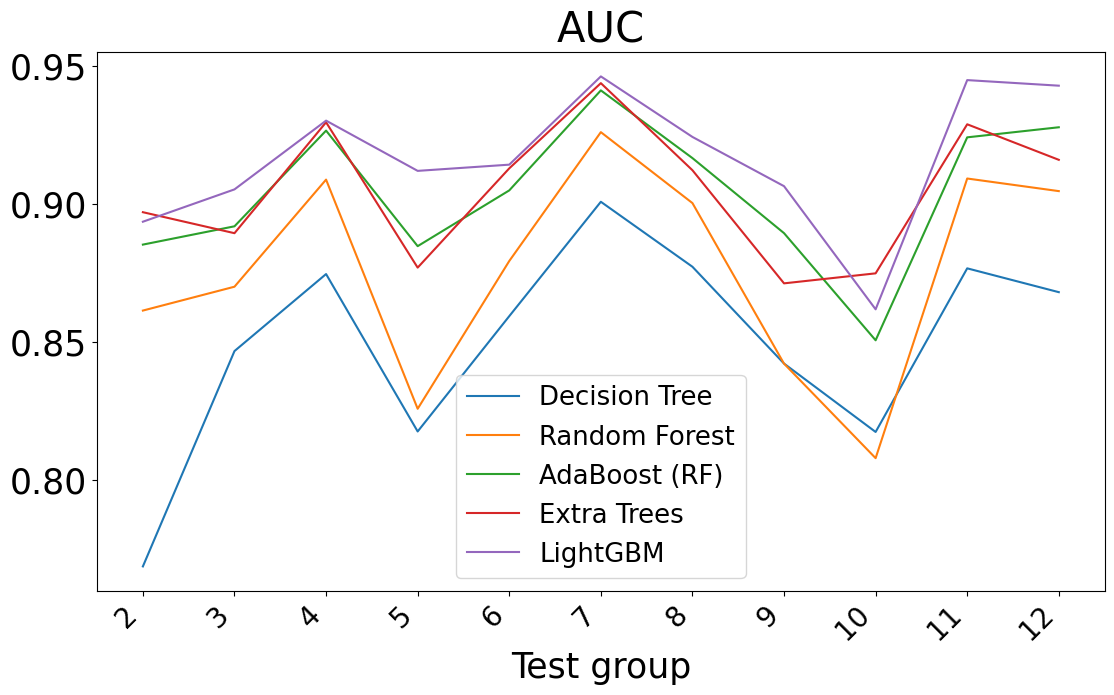 AUC
0.95
0.90
0.85
0.80
Decision Tree
Random Forest
AdaBoost (RF)
Extra Trees
LightGBM
2 3 4 5 6 7 8 9 10 11 12
Test group